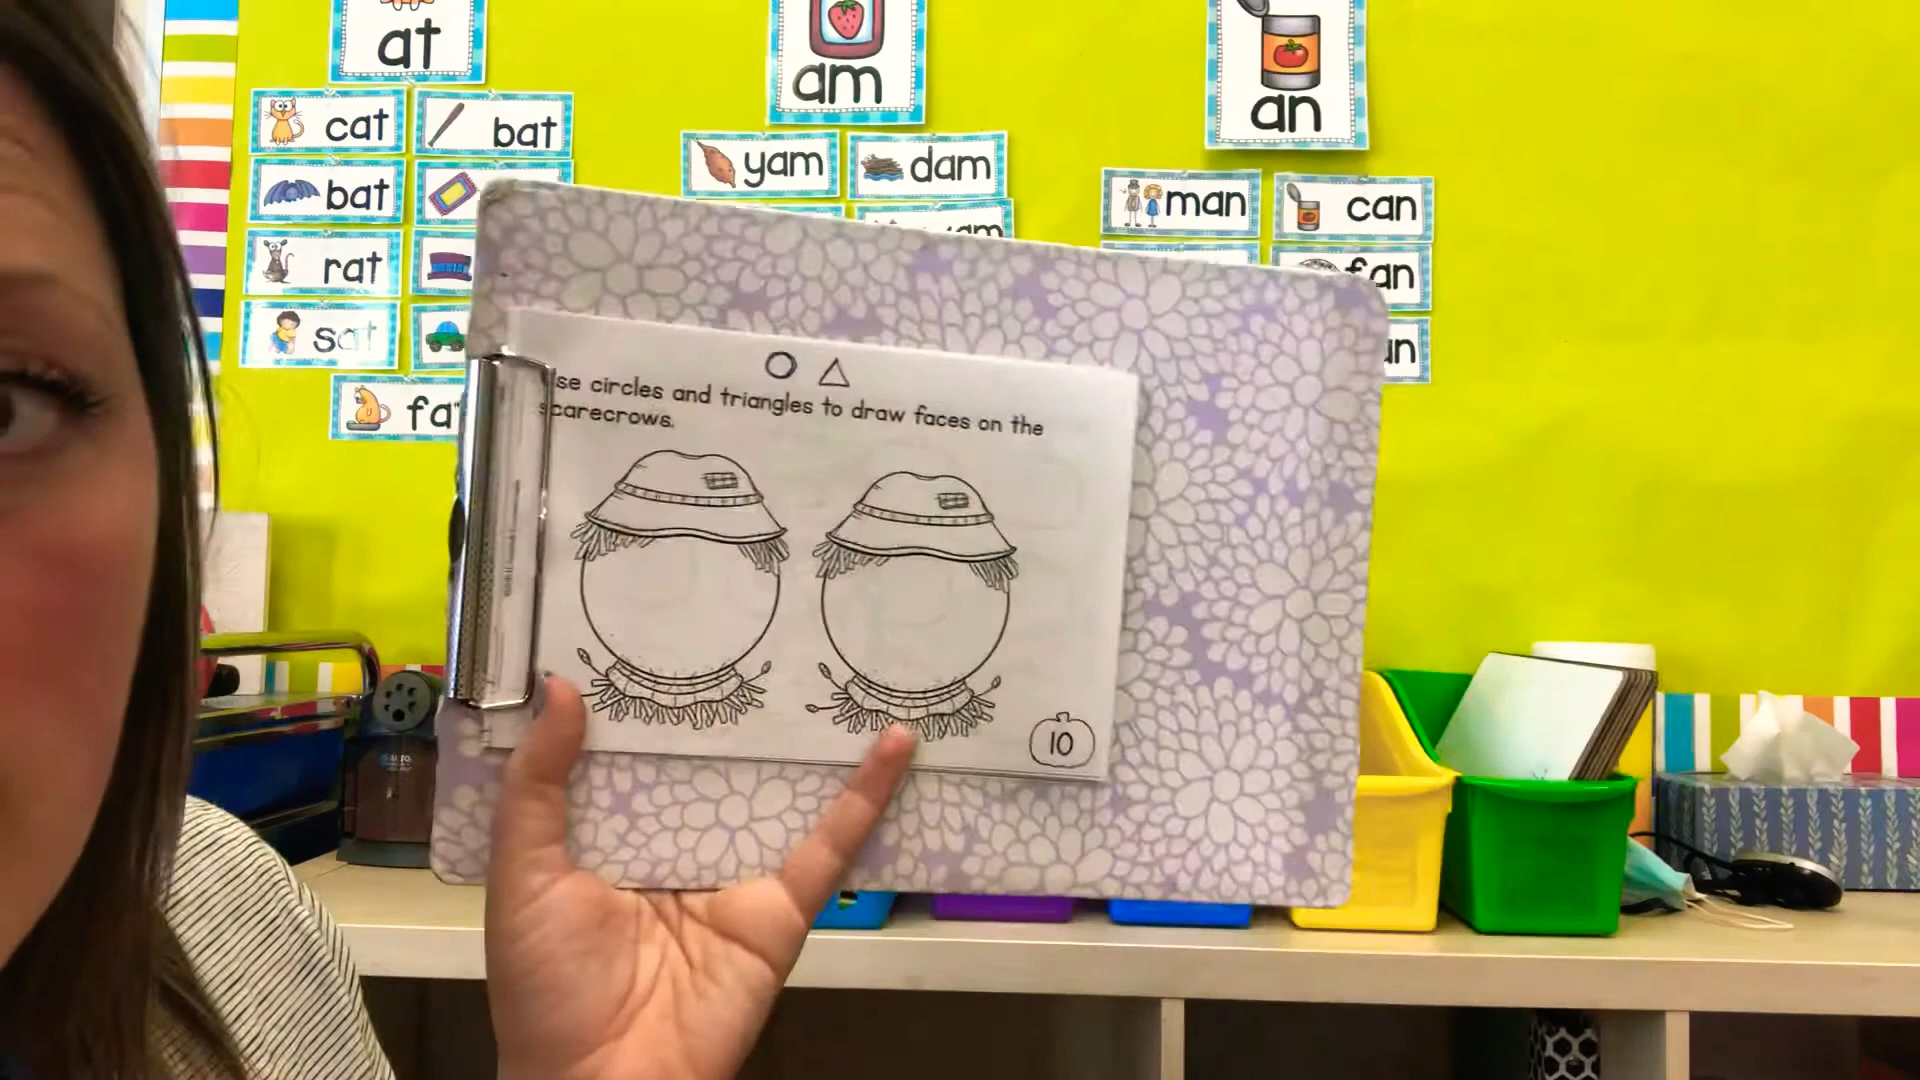 at
cat
bat
bat
rat
sat
am
yam
dam
an
man
can
fan
circles and triangles to draw faces on the
scarecrows.
10